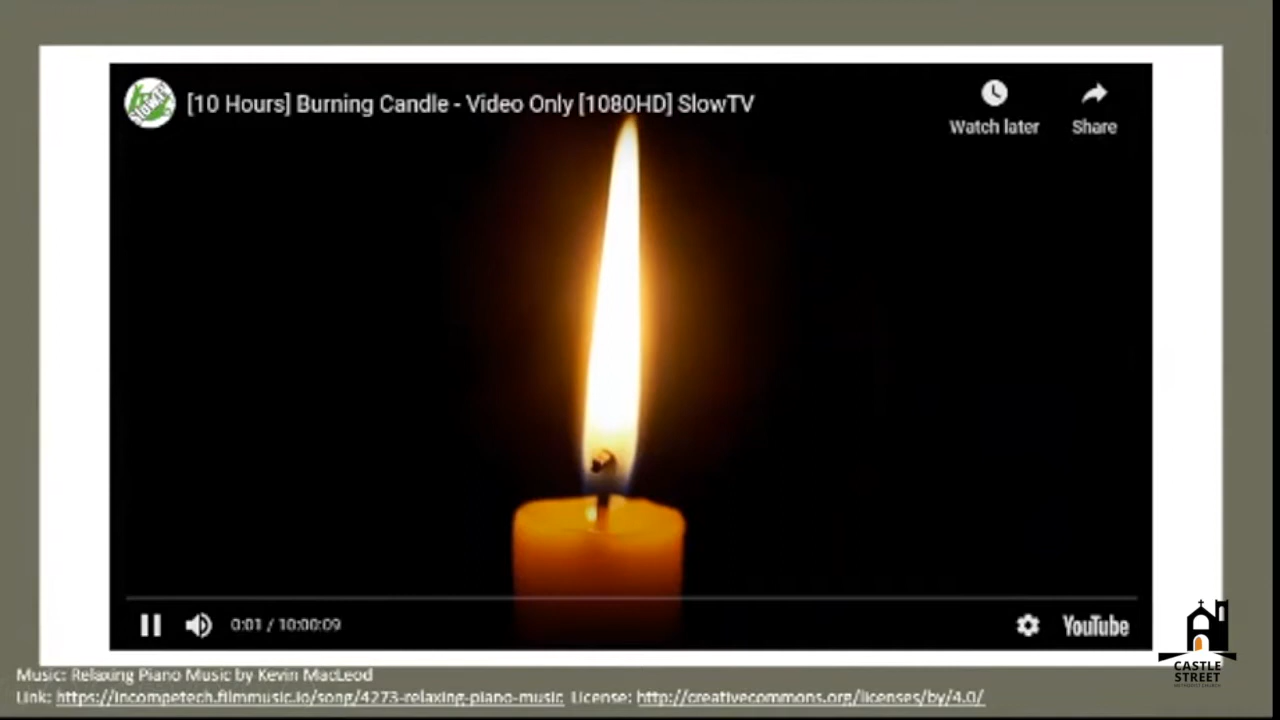 [10 Hours] Burning Candle - Video Only [1080HD] SlowTV
Watch later
Share
0:01 / 10:00:09
YouTube
Music: Relaxing Piano Music by Kevin MacLeod
Link: https://incompetech.filmmusic.io/song/4273-relaxing-piano-music License: http://creativecommons.org/licenses/by/4.0/
CASTLE
STREET
METHODIST CHURCH